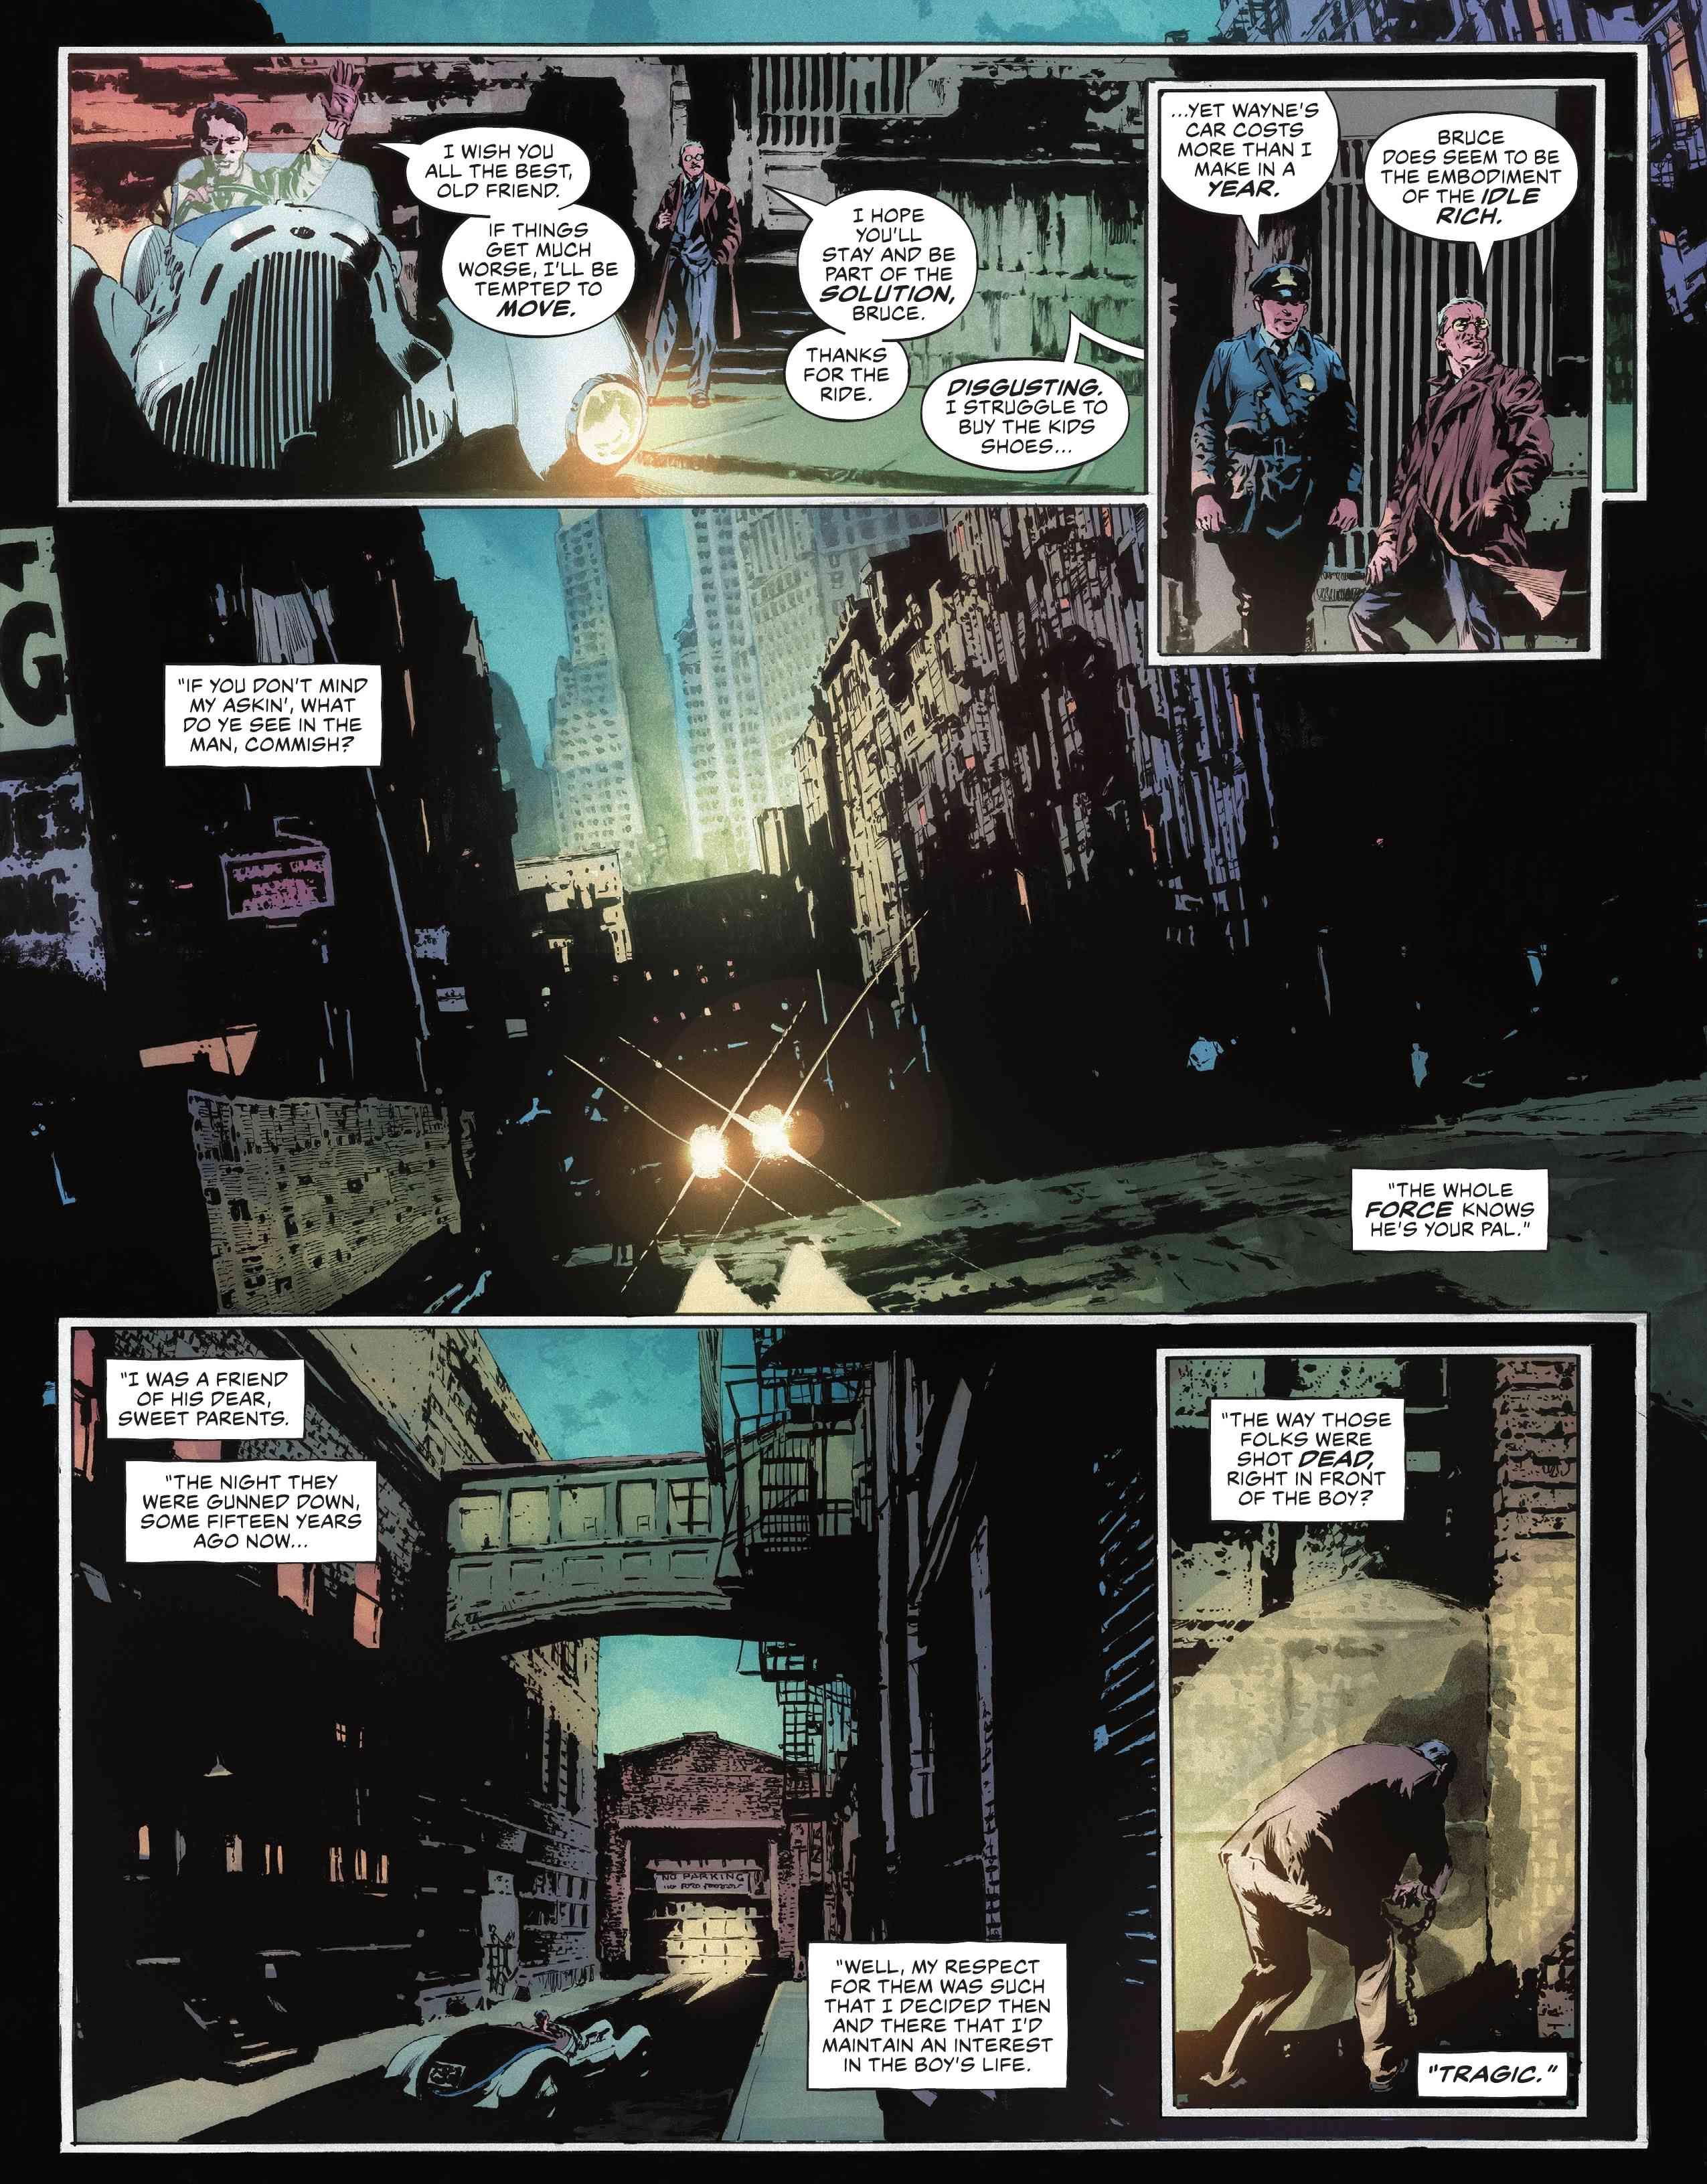 I WISH YOU
ALL THE BEST,
OLD FRIEND.
IF THINGS
GET MUCH
WORSE, I'LL BE
TEMPTED TO
MOVE.
I HOPE
YOU'LL
STAY AND BE
PART OF THE
SOLUTION,
BRUCE.
THANKS
FOR THE
RIDE.
DISGUSTING.
I STRUGGLE TO
BUY THE KIDS
SHOES...
...YET WAYNE'S
CAR COSTS
MORE THAN I
MAKE IN A
YEAR.
BRUCE
DOES SEEM TO BE
THE EMBODIMENT
OF THE IDLE
RICH.
G
"IF YOU DON'T MIND
MY ASKIN', WHAT
DO YE SEE IN THE
MAN, COMMISH?
"THE WHOLE
FORCE KNOWS
HE'S YOUR PAL."
"I WAS A FRIEND
OF HIS DEAR,
SWEET PARENTS.
"THE NIGHT THEY
WERE GUNNED DOWN,
SOME FIFTEEN YEARS
AGO NOW...
NO PARKING
"WELL, MY RESPECT
FOR THEM WAS SUCH
THAT I DECIDED THEN
AND THERE THAT I'D
MAINTAIN AN INTEREST
IN THE BOY'S LIFE.
"THE WAY THOSE
FOLKS WERE
SHOT DEAD,
RIGHT IN FRONT
OF THE BOY?
"TRAGIC."